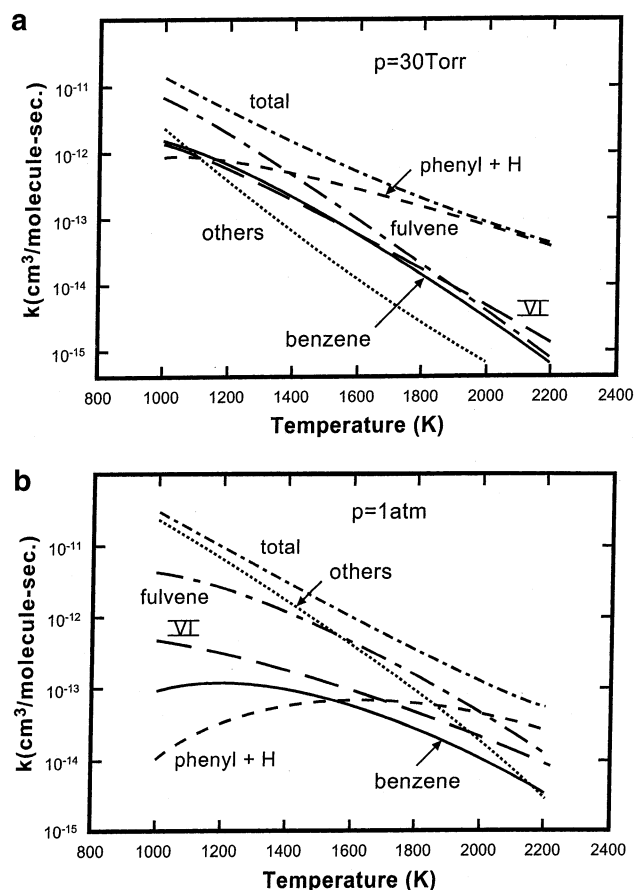 a
p=30Torr
k(cm³/molecule-sec.)
10⁻¹¹
10⁻¹²
10⁻¹³
10⁻¹⁴
10⁻¹⁵
total
phenyl + H
fulvene
others
VI
benzene
800 1000 1200 1400 1600 1800 2000 2200 2400
Temperature (K)
b
p=1atm
k(cm³/molecule-sec.)
10⁻¹¹
10⁻¹²
10⁻¹³
10⁻¹⁴
10⁻¹⁵
total
others
fulvene
VI
phenyl + H
benzene
800 1000 1200 1400 1600 1800 2000 2200 2400
Temperature (K)